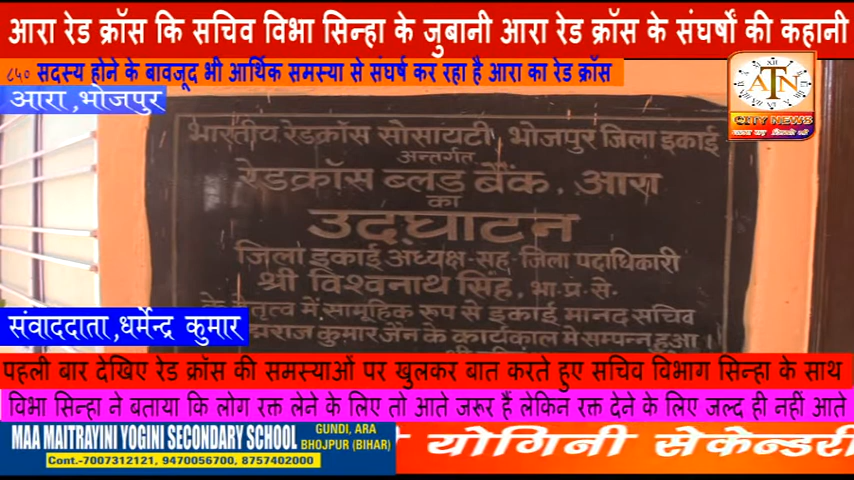 आरा रेड क्रॉस कि सचिव विभा सिन्हा के जुबानी आरा रेड क्रॉस के संघर्षों की कहानी
८५० सदस्य होने के बावजूद भी आर्थिक समस्या से संघर्ष कर रहा है आरा का रेड क्रॉस
आरा ,भोजपुर
ATN
CITY NEWS
भारतीय रेडक्रॉस सोसायटी, भोजपुर जिला इकाई
अन्तर्गत
रेडक्रॉस ब्लड बैंक, आरा
का
उद्घाटन
जिला इकाई अध्यक्ष-सह-जिला पदाधिकारी
श्री विश्वनाथ सिंह, भा.प्र.से.
के नेतृत्व में सामूहिक रूप से इकाई मानद सचिव
राज कुमार जैन के कार्यकाल मे सम्पन्न हुआ।
संवाददाता ,धर्मेन्द्र कुमार
पहली बार देखिए रेड क्रॉस की समस्याओं पर खुलकर बात करते हुए सचिव विभाग सिन्हा के साथ
विभा सिन्हा ने बताया कि लोग रक्त लेने के लिए तो आते जरूर हैं लेकिन रक्त देने के लिए जल्द ही नहीं आते
MAA MAITRAYINI YOGINI SECONDARY SCHOOL GUNDI, ARA
BHOJPUR (BIHAR)
Cont.-7007312121, 9470056700, 8757402000
योगिनी सेकेन्डरी